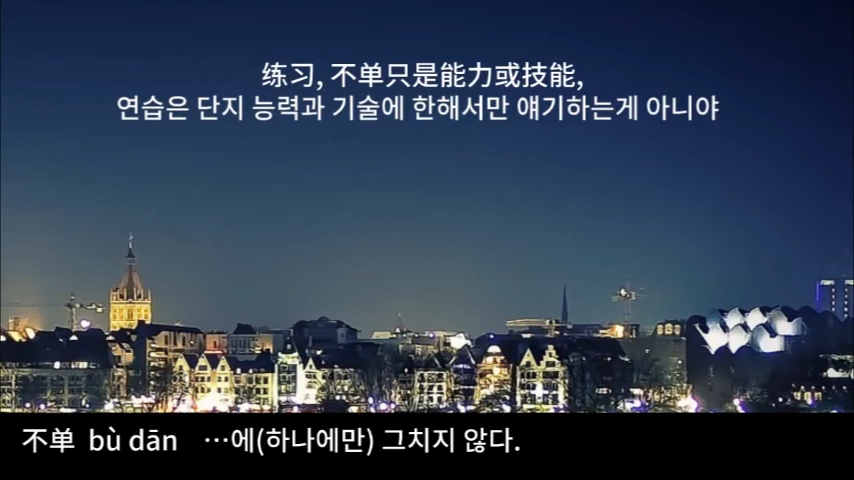 练习, 不单只是能力或技能,
연습은 단지 능력과 기술에 한해서만 얘기하는게 아니야
不单 bù dān …에(하나에만) 그치지 않다.